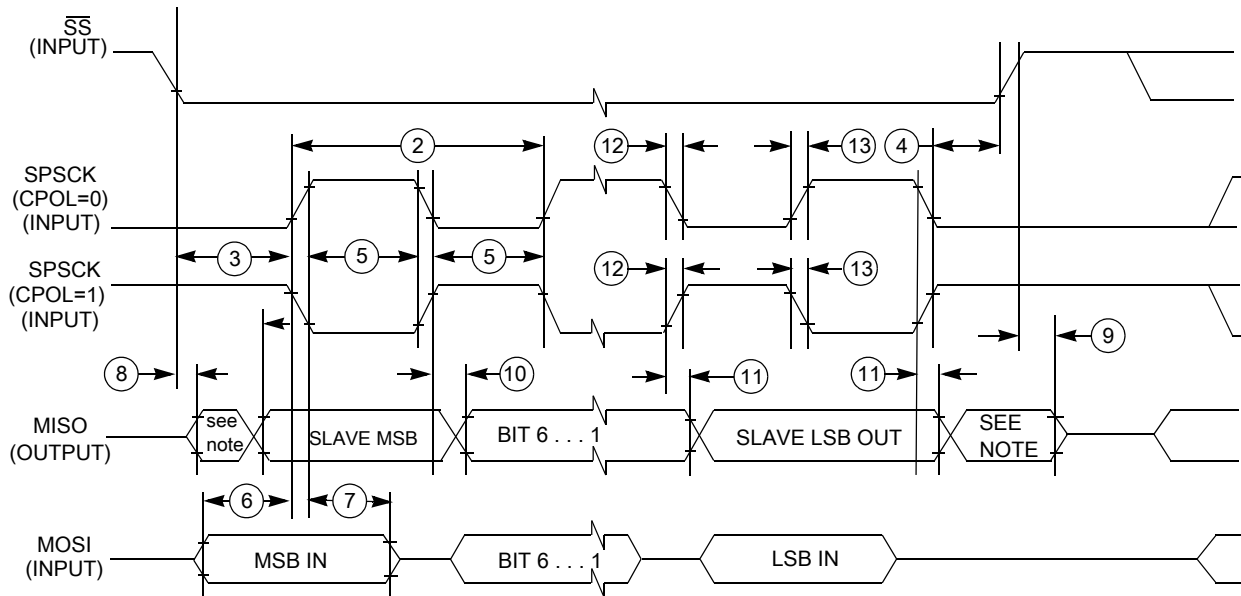 SS
(INPUT)
2
12
13
4
SPSCK
(CPOL=0)
(INPUT)
3
5
5
SPSCK
(CPOL=1)
(INPUT)
12
13
9
8
10
11
11
MISO
(OUTPUT)
see
note
SLAVE MSB
BIT 6 . . . 1
SLAVE LSB OUT
SEE
NOTE
6
7
MOSI
(INPUT)
MSB IN
BIT 6 . . . 1
LSB IN